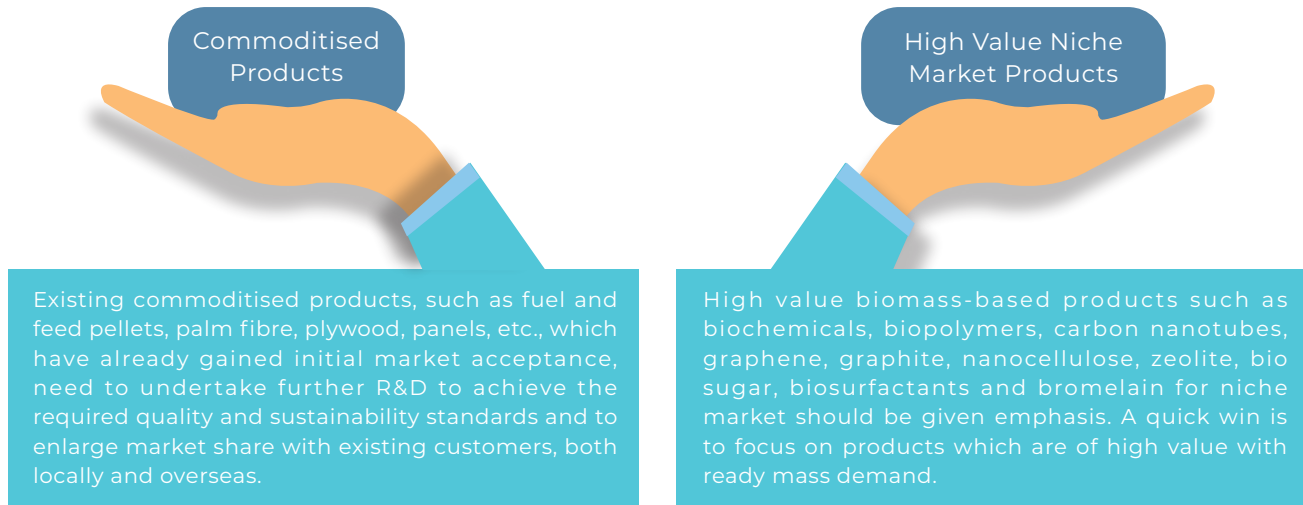 Commoditised
Products
Existing commoditised products, such as fuel and
feed pellets, palm fibre, plywood, panels, etc., which
have already gained initial market acceptance,
need to undertake further R&D to achieve the
required quality and sustainability standards and to
enlarge market share with existing customers, both
locally and overseas.
High Value Niche
Market Products
High value biomass-based products such as
biochemicals, biopolymers, carbon nanotubes,
graphene, graphite, nanocellulose, zeolite, bio
sugar, biosurfactants and bromelain for niche
market should be given emphasis. A quick win is
to focus on products which are of high value with
ready mass demand.